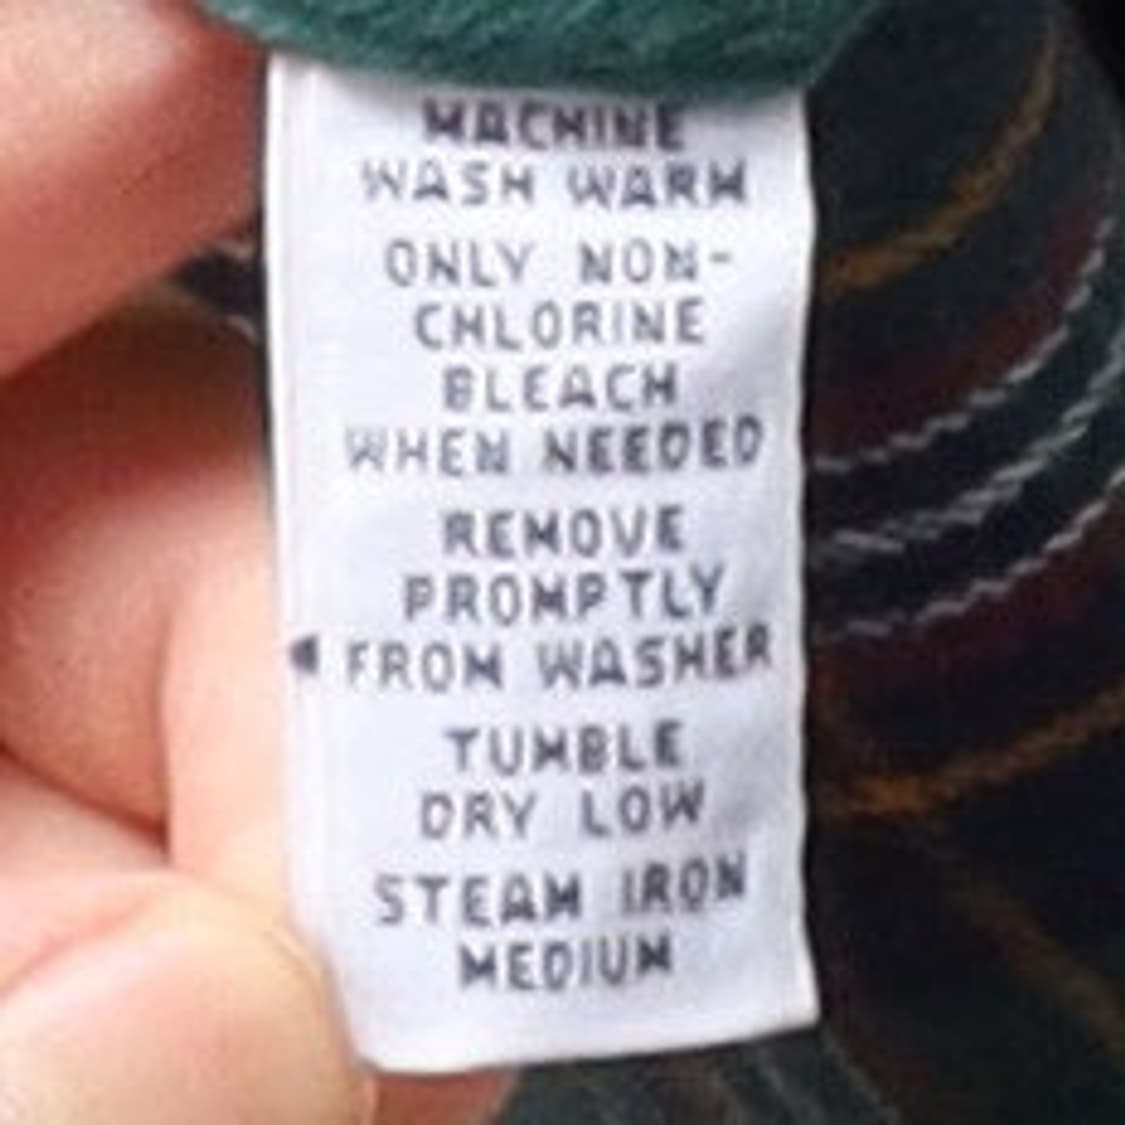 MACHINE
WASH WARM
ONLY NON-
CHLORINE
BLEACH
WHEN NEEDED
REMOVE
PROMPTLY
FROM WASHER
TUMBLE
DRY LOW
STEAM IRON
MEDIUM